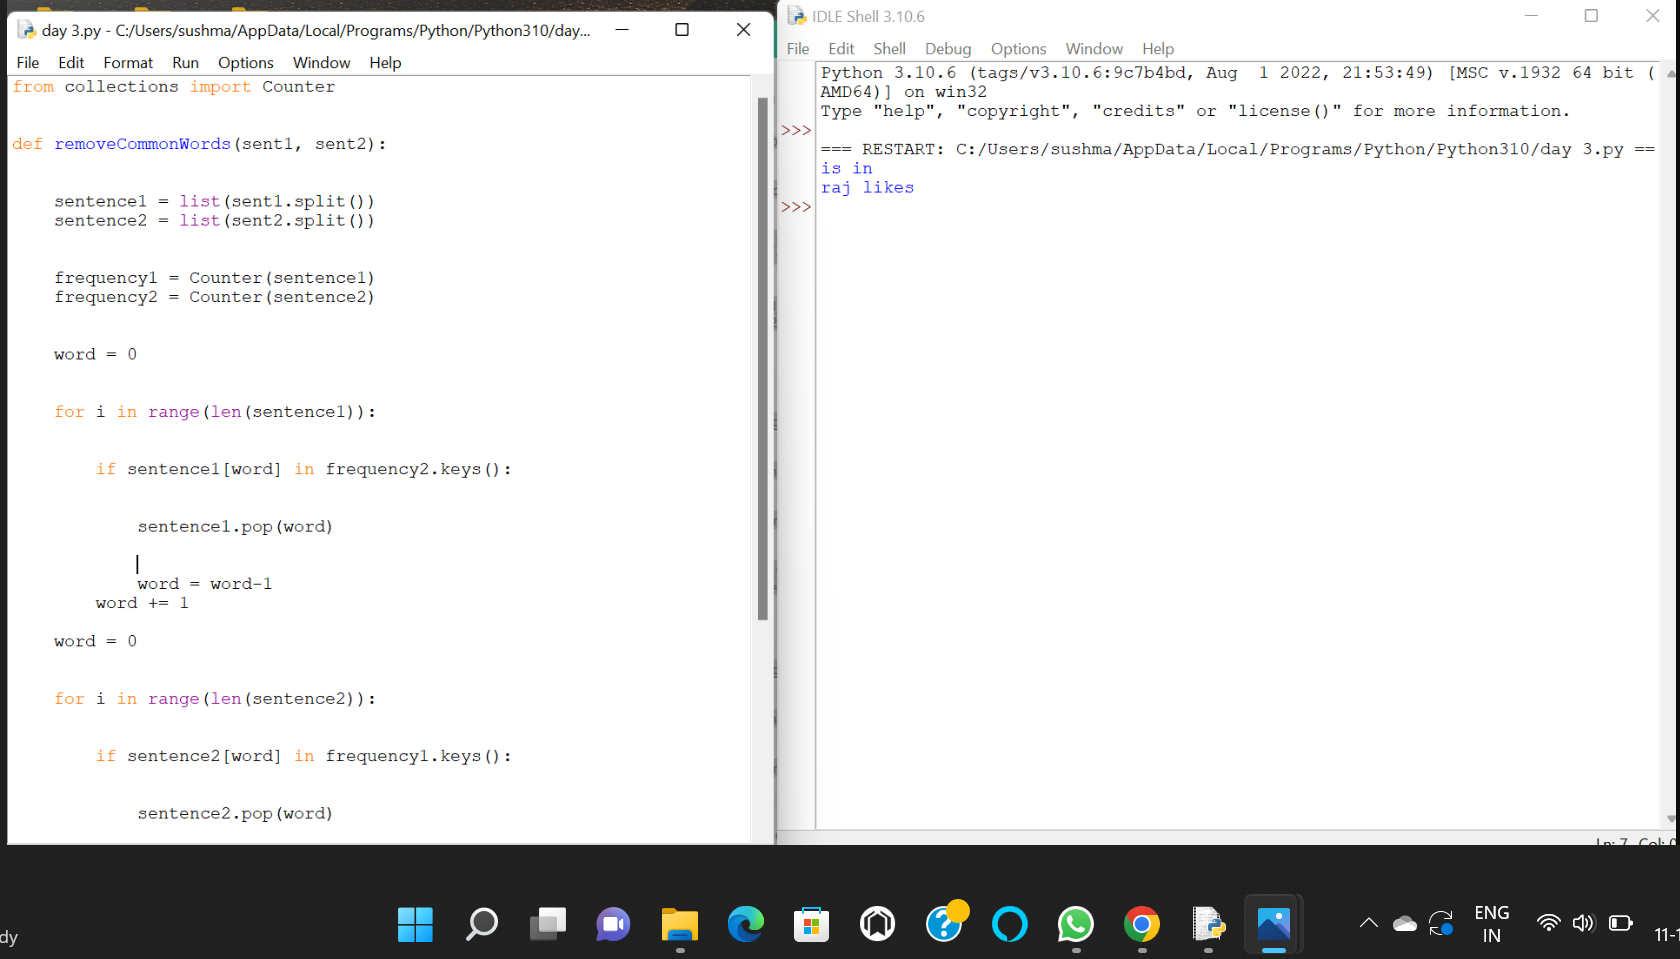 day 3.py - C:/Users/sushma/AppData/Local/Programs/Python/Python310/day...
File Edit Format Run Options Window Help
from collections import Counter
def removeCommonWords(sent1, sent2):
sentence1 = list(sent1.split())
sentence2 = list(sent2.split())
frequency1 = Counter(sentence1)
frequency2 = Counter(sentence2)
word = 0
for i in range(len(sentence1)):
if sentence1[word] in frequency2.keys():
sentence1.pop(word)
word = word-1
word += 1
word = 0
for i in range(len(sentence2)):
if sentence2[word] in frequency1.keys():
sentence2.pop(word)
IDLE Shell 3.10.6
File Edit Shell Debug Options Window Help
Python 3.10.6 (tags/v3.10.6:9c7b4bd, Aug  1 2022, 21:53:49) [MSC v.1932 64 bit (
AMD64)] on win32
Type "help", "copyright", "credits" or "license()" for more information.
>>>
=== RESTART: C:/Users/sushma/AppData/Local/Programs/Python/Python310/day 3.py ==
is in
raj likes
>>>
Ln: 7 Col: 0
dy
ENG
IN
11-1